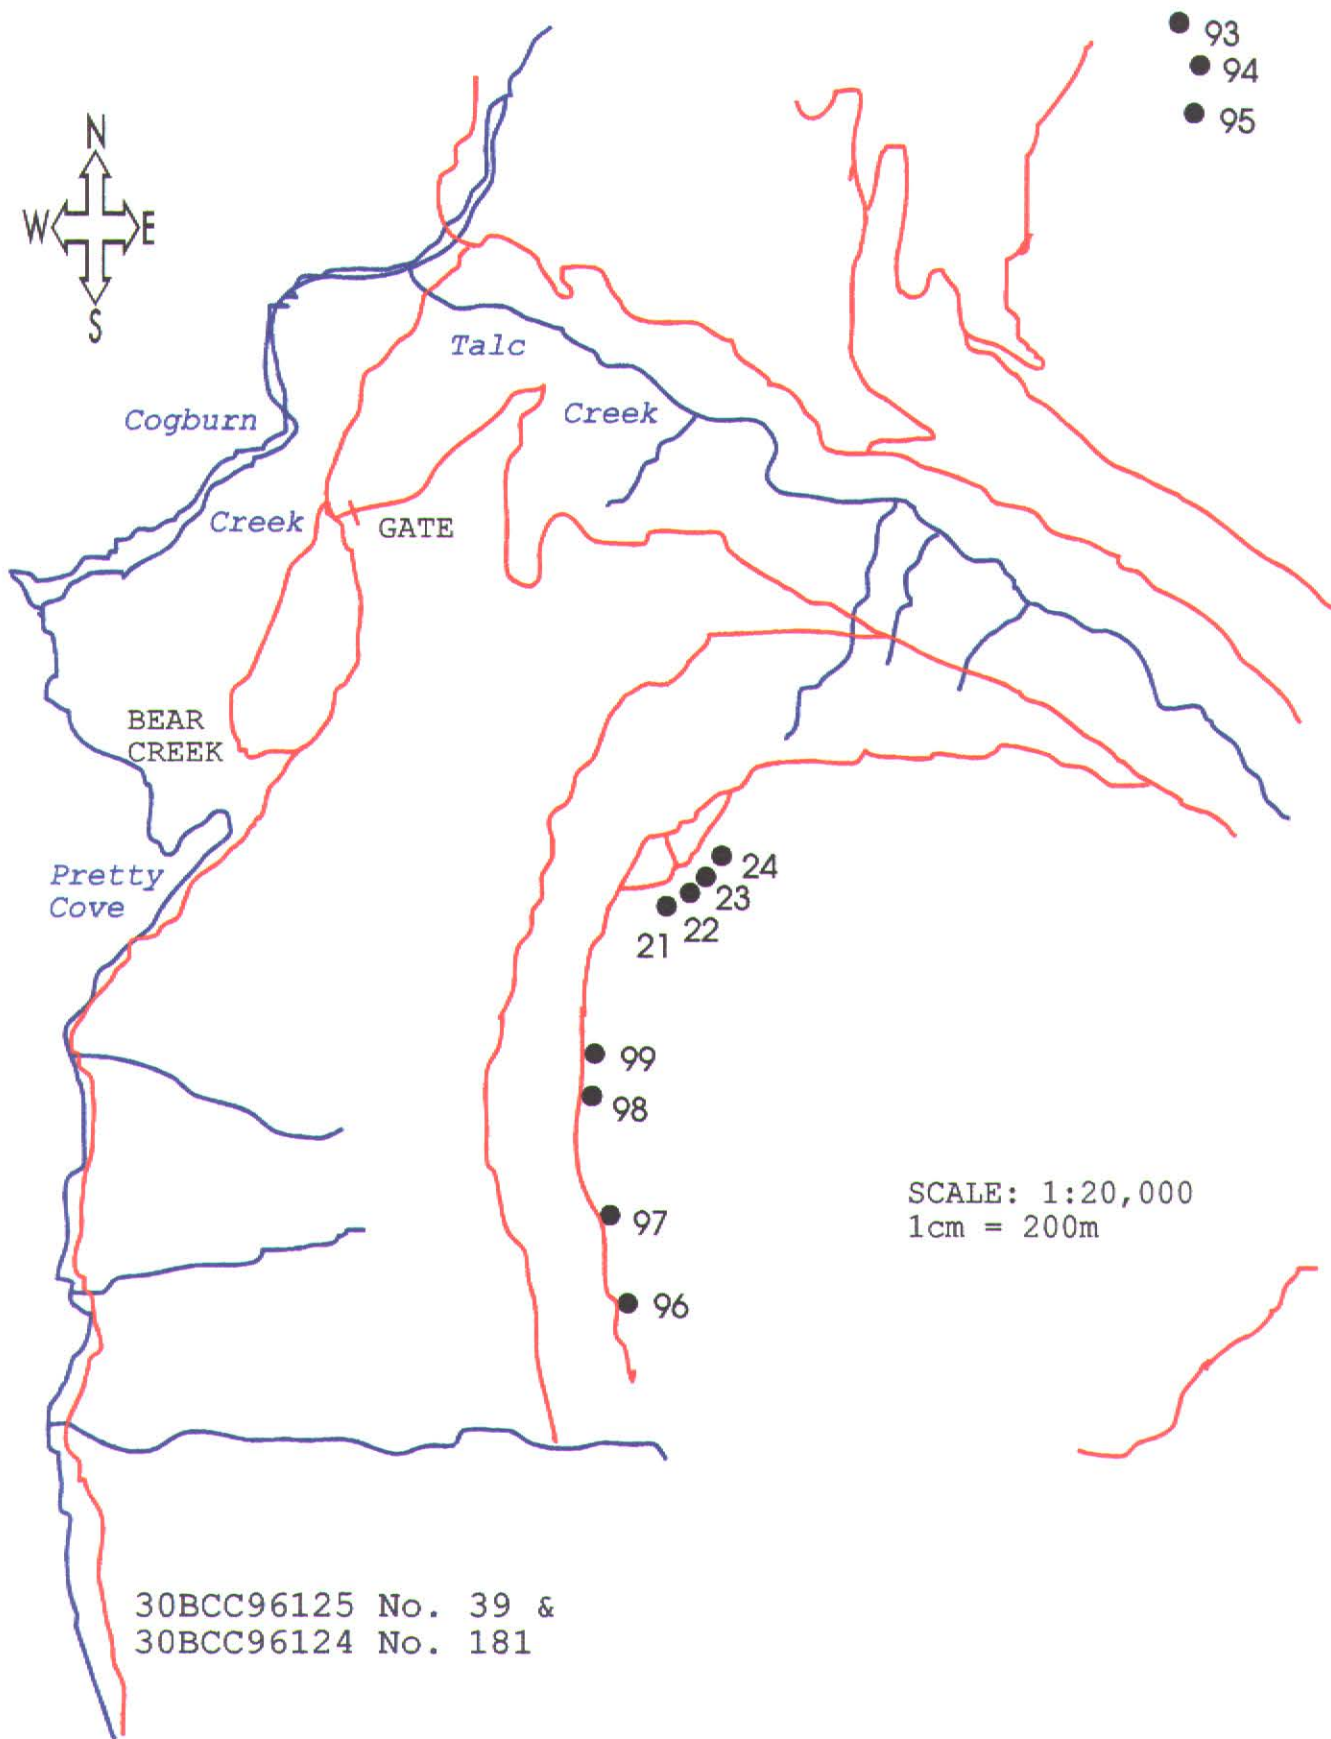 93
94
95
N
W E
S
Talc
Cogburn
Creek
Creek
GATE
BEAR
CREEK
Pretty
Cove
24
23
22
21
99
98
97
96
SCALE: 1:20,000
1cm = 200m
30BCC96125 No. 39 &
30BCC96124 No. 181